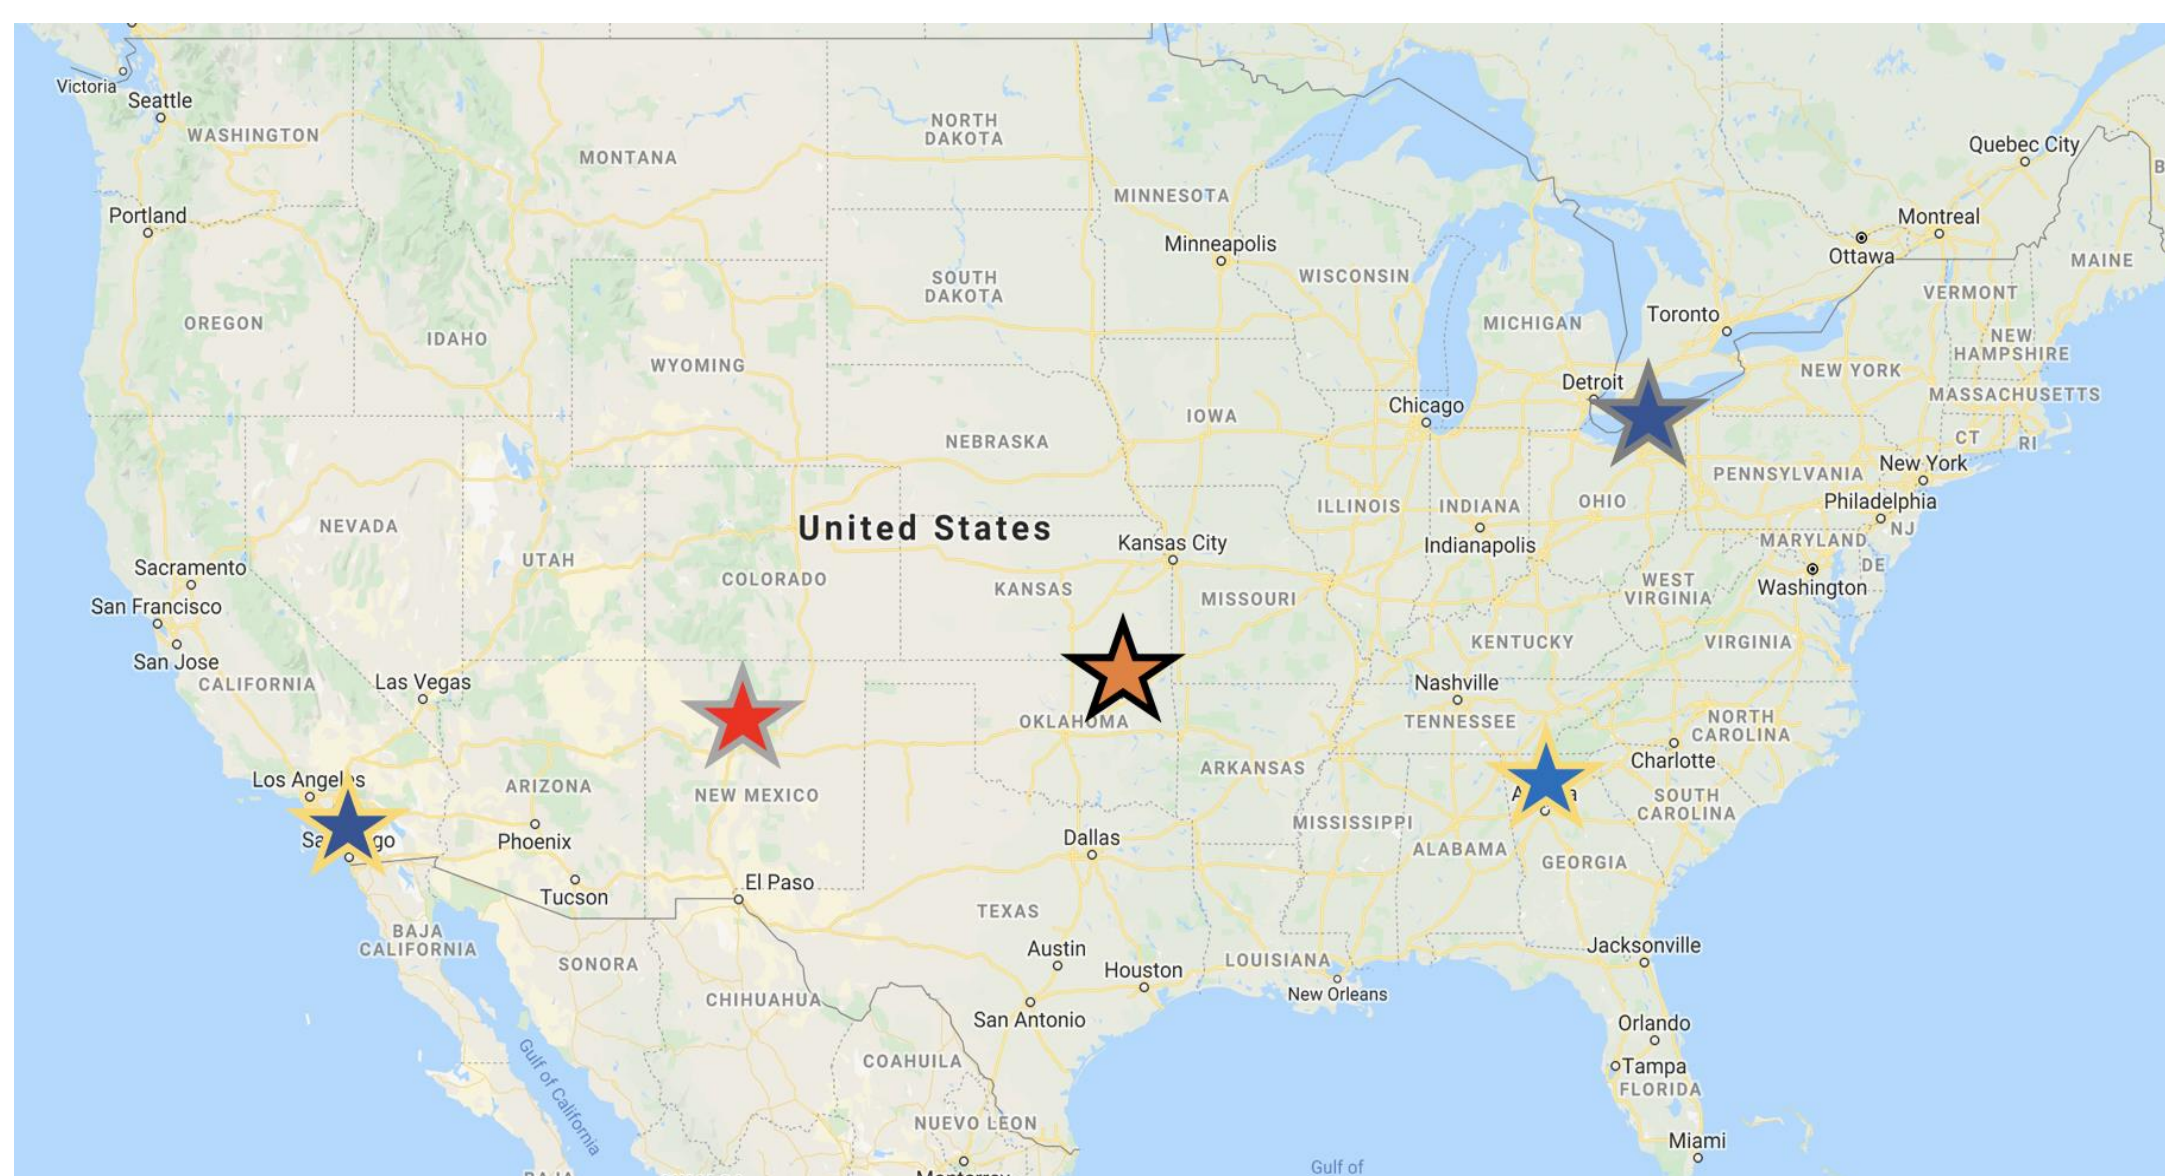 Victoria
Seattle
WASHINGTON
MONTANA
NORTH
DAKOTA
MINNESOTA
Quebec City
Portland
Minneapolis
SOUTH
DAKOTA
WISCONSIN
Montreal
Ottawa
MAINE
VERMONT
OREGON
IDAHO
WYOMING
MICHIGAN
Toronto
NEW
HAMPSHIRE
Detroit
NEW YORK
MASSACHUSETTS
Chicago
IOWA
NEBRASKA
CT
RI
NEVADA
UTAH
United States
COLORADO
Kansas City
KANSAS
MISSOURI
ILLINOIS
INDIANA
Indianapolis
OHIO
PENNSYLVANIA
New York
Philadelphia
NJ
MARYLAND
DE
Washington
WEST
VIRGINIA
Sacramento
San Francisco
San Jose
CALIFORNIA
Las Vegas
KENTUCKY
VIRGINIA
Nashville
TENNESSEE
NORTH
CAROLINA
Charlotte
OKLAHOMA
ARKANSAS
Los Angeles
ARIZONA
NEW MEXICO
Phoenix
Tucson
El Paso
Dallas
MISSISSIPPI
ALABAMA
GEORGIA
SOUTH
CAROLINA
TEXAS
BAJA
CALIFORNIA
SONORA
CHIHUAHUA
Austin
Houston
San Antonio
LOUISIANA
New Orleans
Jacksonville
Orlando
Tampa
FLORIDA
Miami
Gulf of California
COAHUILA
NUEVO LEON
Gulf of